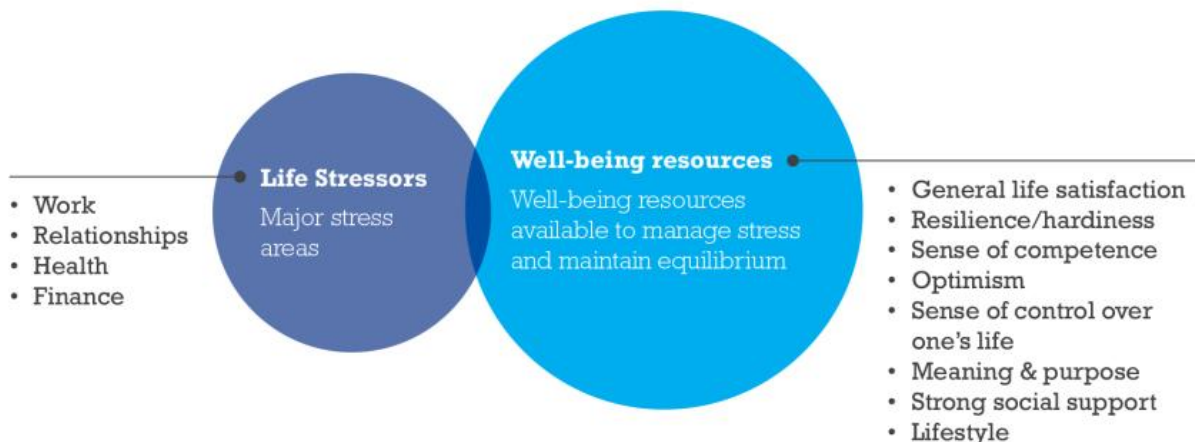 Life Stressors
Major stress
areas
• Work
• Relationships
• Health
• Finance
Well-being resources
Well-being resources
available to manage stress
and maintain equilibrium
• General life satisfaction
• Resilience/hardiness
• Sense of competence
• Optimism
• Sense of control over
one's life
• Meaning & purpose
• Strong social support
• Lifestyle